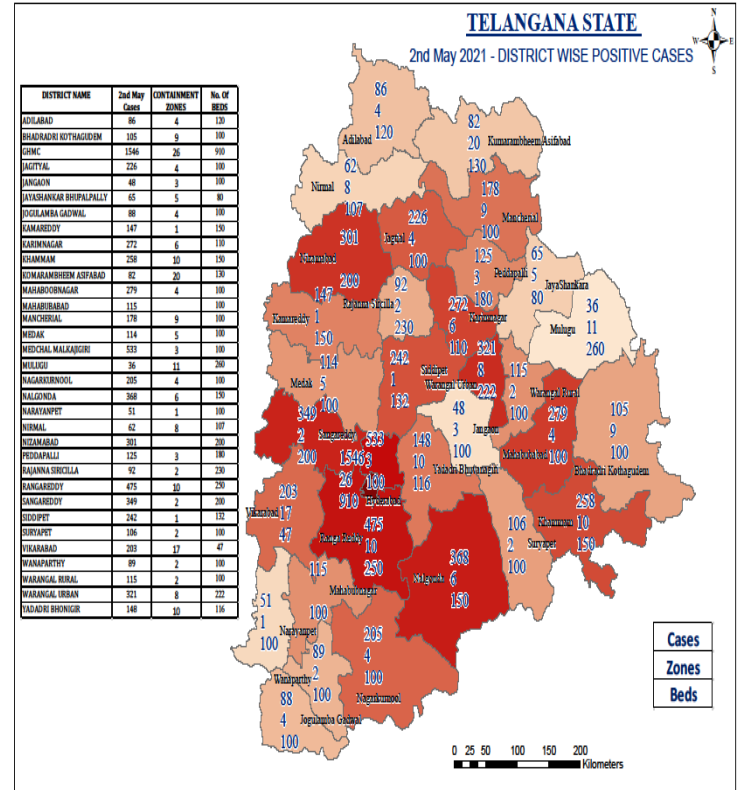 TELANGANA STATE
2nd May 2021 - DISTRICT WISE POSITIVE CASES
N
W E
S
DISTRICT NAME 2nd May Cases CONTAINMENT ZONES No. Of BEDS
ADILABAD 86 4 120
BHADRADRI KOTHAGUDEM 105 9 100
GHMC 1546 26 910
JAGITYAL 226 4 100
JANGAON 48 3 100
JAYASHANKAR BHUPALPALLY 65 5 80
JOGULAMBA GADWAL 88 4 100
KAMAREDDY 147 1 150
KARIMNAGAR 272 6 110
KHAMMAM 258 10 150
KOMARAMBHEEM ASIFABAD 82 20 130
MAHABOOBNAGAR 279 4 100
MAHABUBABAD 115 100
MANCHERIAL 178 9 100
MEDAK 114 5 100
MEDCHAL MALKAJIGIRI 533 3 100
MULUGU 36 11 260
NAGARKURNOOL 205 4 100
NALGONDA 368 6 150
NARAYANPET 51 1 100
NIRMAL 62 8 107
NIZAMABAD 301 200
PEDDAPALLI 125 3 180
RAJANNA SIRICILLA 92 2 230
RANGAREDDY 475 10 250
SANGAREDDY 349 2 200
SIDDIPET 242 1 132
SURYAPET 106 2 100
VIKARABAD 203 17 47
WANAPARTHY 89 2 100
WARANGAL RURAL 115 2 100
WARANGAL URBAN 321 8 222
YADADRI BHONIGIR 148 10 116
86
4
Adilabad 120
82
20 Kumarambheem Asifabad
130
62
Nirmal 8
107
178
9 Manchenal
100
226
Jagtial 4
100
301
Nizamabad
200
125
3 Peddapalli
180
65
5 JayaShankara
80
36
11
Mulugu
260
92
2 Rajanna Sircilla
230
147
Kamareddy 1
150
272
6 Karimnagar
110
321
8 Warangal Urban
222
242
Siddipet
1
132
114
Medak 5
100
115
2 Warangal Rural
100
48
3 Jangaon
100
279
4
Mahabubabad 100
105
9
100
Bhadradri Kothagudem
349
2 Sangareddy
200
533
3
100
1546
26 Hyderabad
910
148
10 Yadadri Bhuvanagiri
116
203
Vikarabad 17
47
475
Ranga Reddy 10
250
368
Nalgonda 6
150
106
2 Suryapet
100
258
Khammam 10
150
115
Mahabubnagar
100
51
1 Narayanpet
100
89
2 Wanaparthy
100
205
4
100
Nagarkurnool
88
4 Jogulamba Gadwal
100
Cases
Zones
Beds
0 25 50 100 150 200
Kilometers